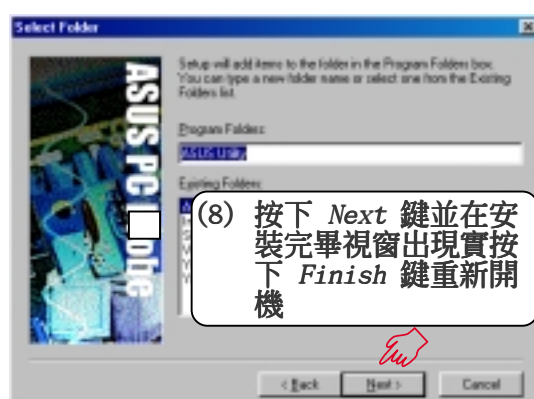 Select Folder
Setup will add items to the folder in the Program Folders box.
You can type a new folder name or select one from the Existing
Folders list.
Program Folders:
ASUS Utility
Existing Folders:
ASUS PC Probe
(8) 按下 Next 鍵並在安
裝完畢視窗出現實按
下 Finish 鍵重新開
機
< Back
Next >
Cancel